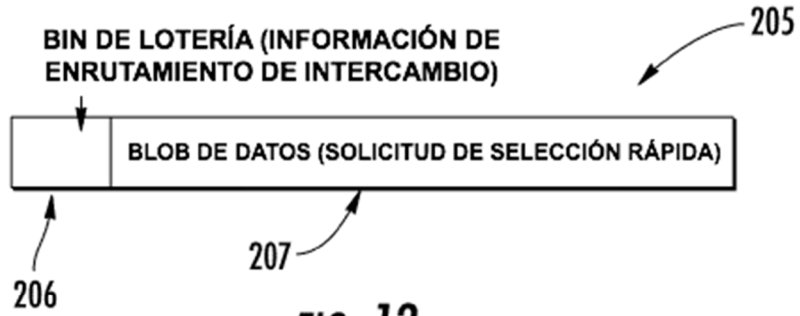 BIN DE LOTERÍA (INFORMACIÓN DE
ENRUTAMIENTO DE INTERCAMBIO)
205
BLOB DE DATOS (SOLICITUD DE SELECCIÓN RÁPIDA)
207
206